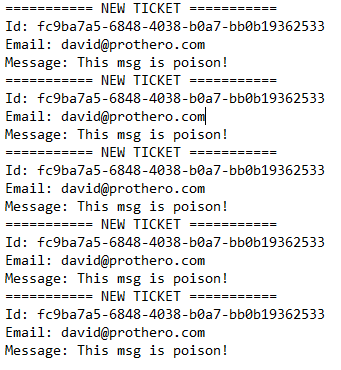 =========== NEW TICKET ===========
Id: fc9ba7a5-6848-4038-b0a7-bb0b19362533
Email: david@prothero.com
Message: This msg is poison!
=========== NEW TICKET ===========
Id: fc9ba7a5-6848-4038-b0a7-bb0b19362533
Email: david@prothero.com
Message: This msg is poison!
=========== NEW TICKET ===========
Id: fc9ba7a5-6848-4038-b0a7-bb0b19362533
Email: david@prothero.com
Message: This msg is poison!
=========== NEW TICKET ===========
Id: fc9ba7a5-6848-4038-b0a7-bb0b19362533
Email: david@prothero.com
Message: This msg is poison!
=========== NEW TICKET ===========
Id: fc9ba7a5-6848-4038-b0a7-bb0b19362533
Email: david@prothero.com
Message: This msg is poison!